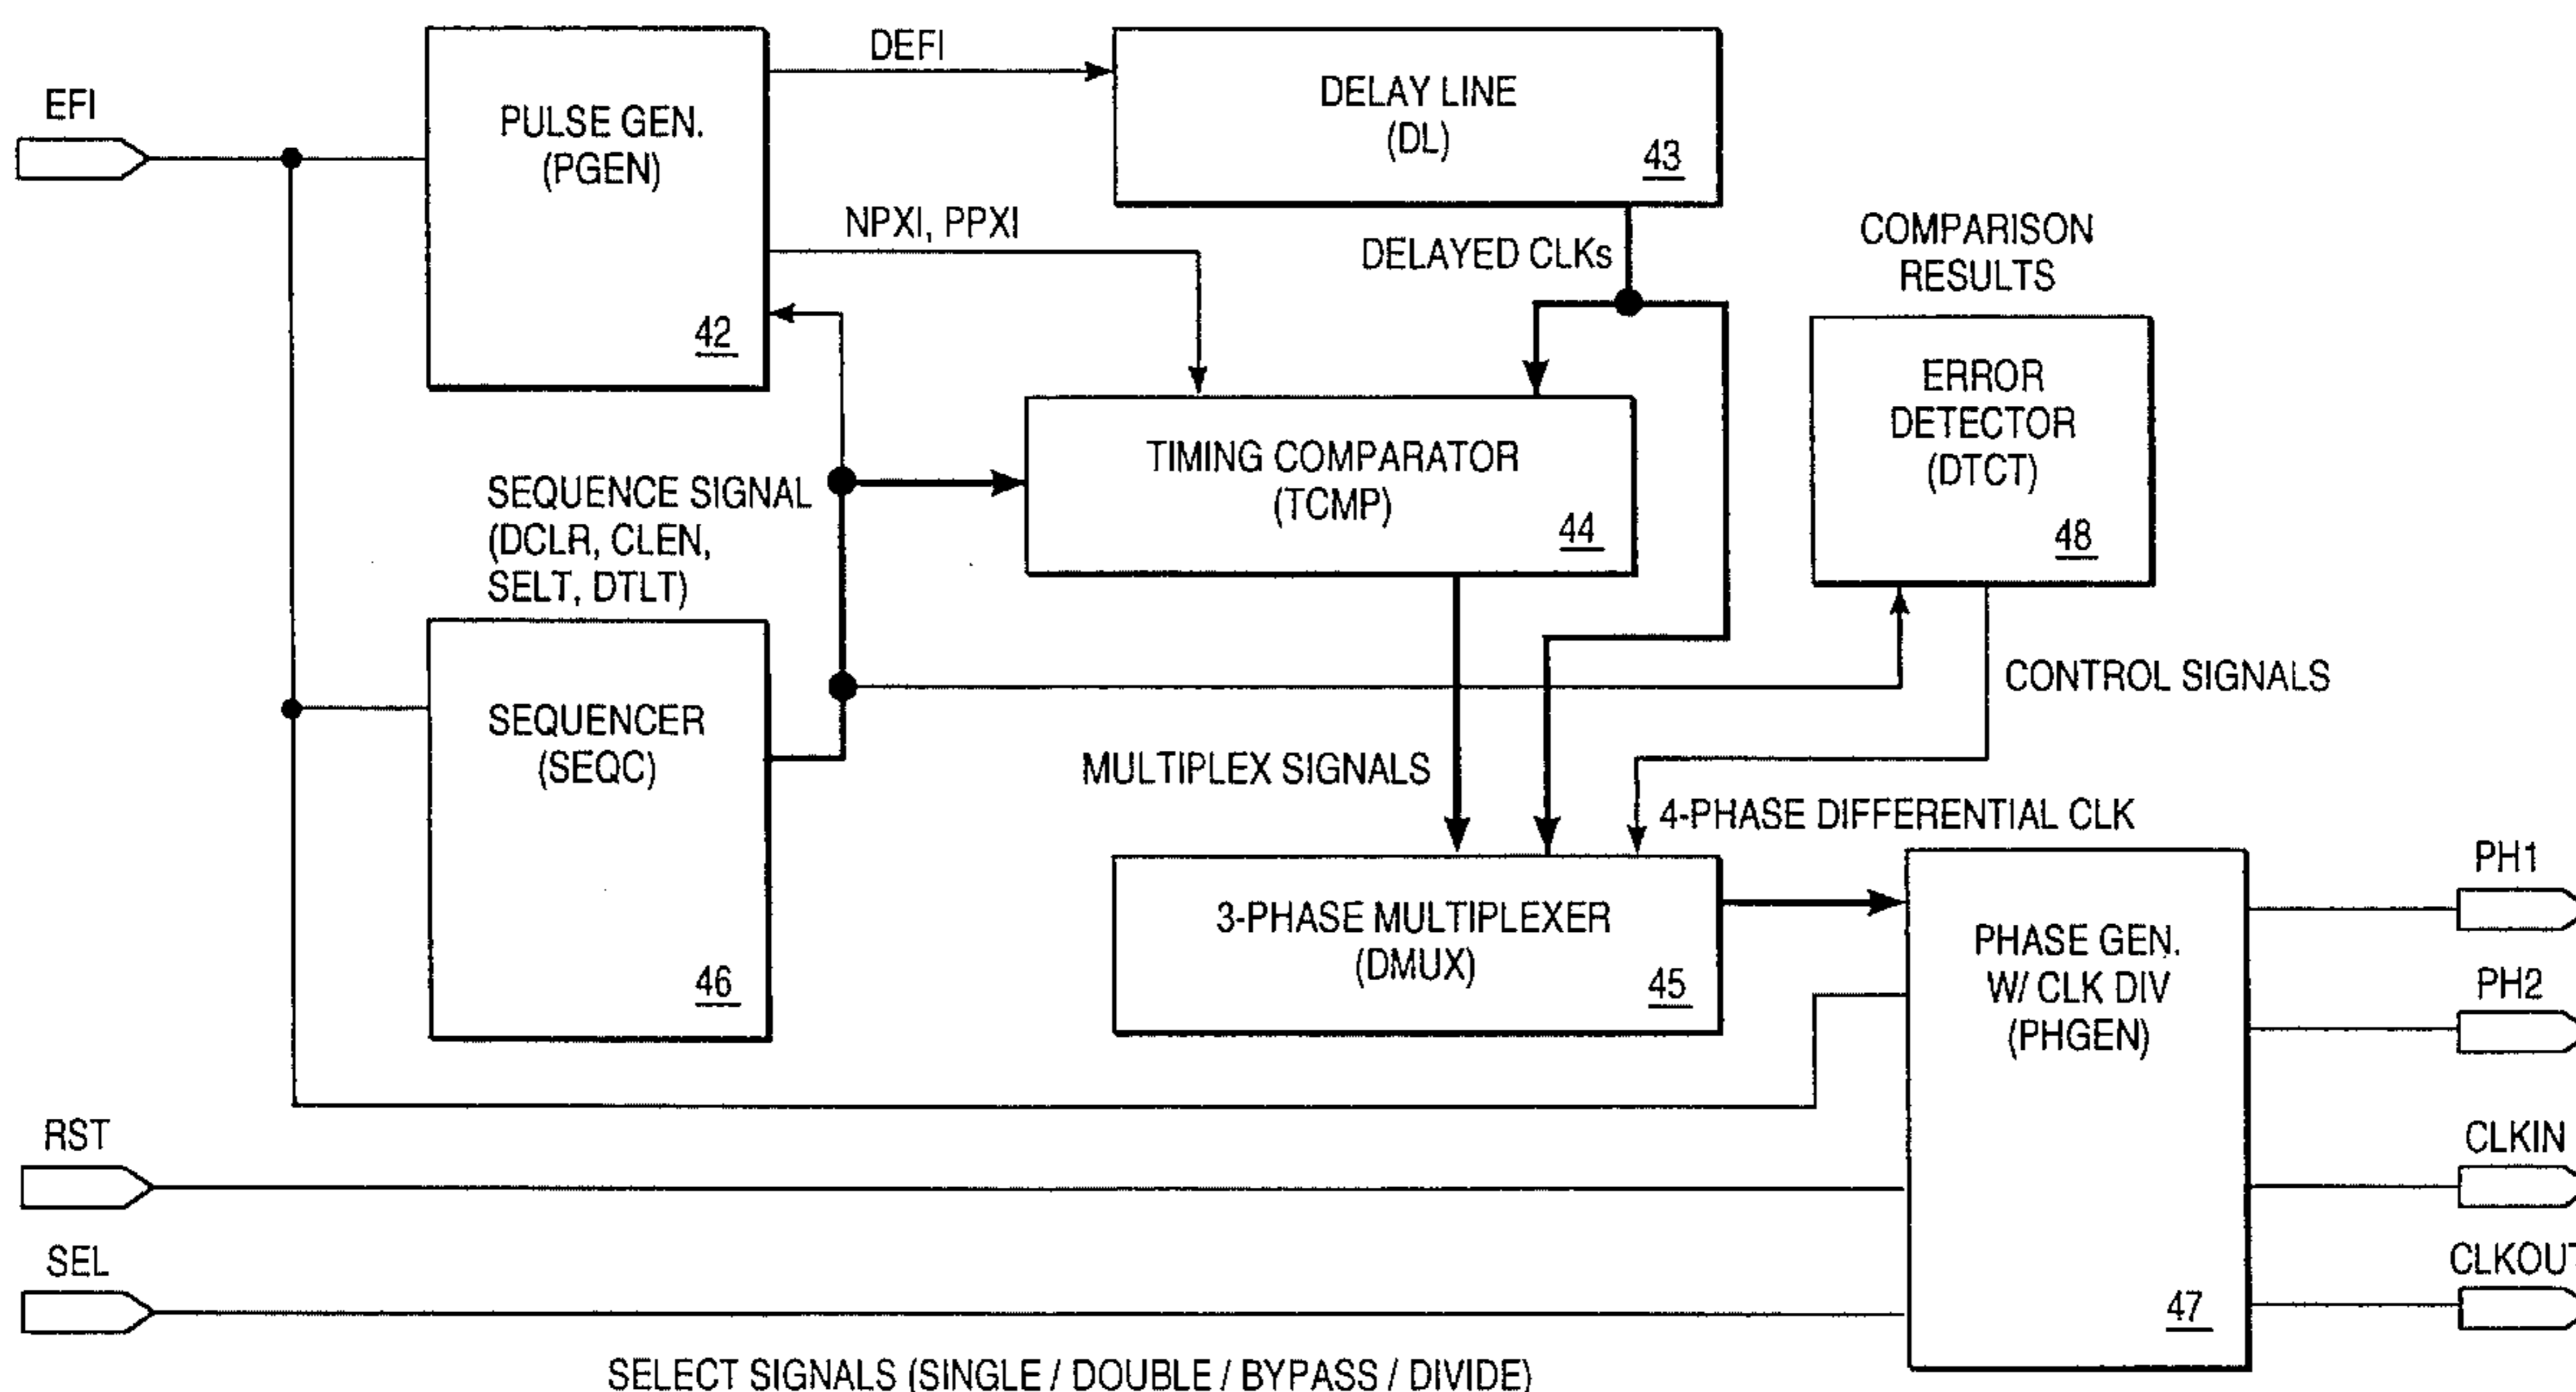 DEFI
EFI
PULSE GEN.
(PGEN)
42
DELAY LINE
(DL)
43
NPXI, PPXI
DELAYED CLKs
COMPARISON
RESULTS
ERROR
DETECTOR
(DTCT)
48
TIMING COMPARATOR
(TCMP)
44
SEQUENCE SIGNAL
(DCLR, CLEN,
SELT, DTLT)
SEQUENCER
(SEQC)
46
CONTROL SIGNALS
MULTIPLEX SIGNALS
4-PHASE DIFFERENTIAL CLK
3-PHASE MULTIPLEXER
(DMUX)
45
PHASE GEN.
W/ CLK DIV
(PHGEN)
47
PH1
PH2
CLKIN
CLKOUT
RST
SEL
SELECT SIGNALS (SINGLE / DOUBLE / BYPASS / DIVIDE)